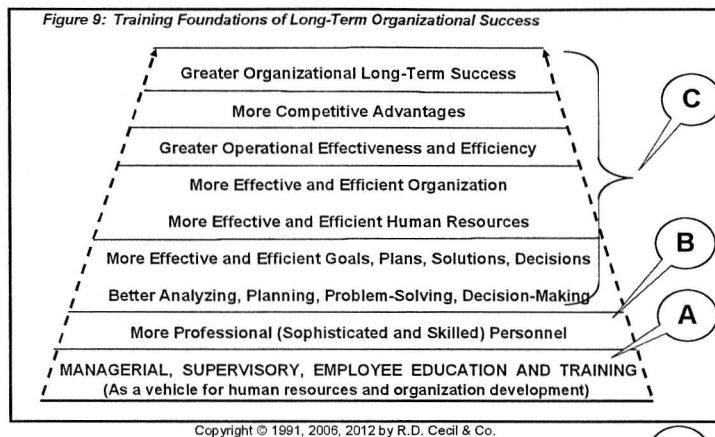 Figure 9: Training Foundations of Long-Term Organizational Success
Greater Organizational Long-Term Success
More Competitive Advantages
Greater Operational Effectiveness and Efficiency
More Effective and Efficient Organization
More Effective and Efficient Human Resources
More Effective and Efficient Goals, Plans, Solutions, Decisions
Better Analyzing, Planning, Problem-Solving, Decision-Making
More Professional (Sophisticated and Skilled) Personnel
MANAGERIAL, SUPERVISORY, EMPLOYEE EDUCATION AND TRAINING
(As a vehicle for human resources and organization development)
C
B
A
Copyright © 1991, 2006, 2012 by R.D. Cecil & Co.